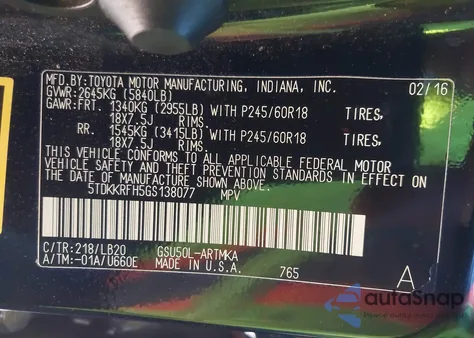 MFD.BY: TOYOTA MOTOR MANUFACTURING, INDIANA, INC. 02/16
GVWR: 2645KG (5840LB)
GAWR: FRT. 1340KG (2955LB) WITH P245/60R18 TIRES,
18X7.5J RIMS.
RR. 1545KG (3415LB) WITH P245/60R18 TIRES,
18X7.5J RIMS.
THIS VEHICLE CONFORMS TO ALL APPLICABLE FEDERAL MOTOR
VEHICLE SAFETY AND THEFT PREVENTION STANDARDS IN EFFECT ON
THE DATE OF MANUFACTURE SHOWN ABOVE.
5TDKKRFH5GS138077 MPV
C/TR: 218/LB20 GSU50L-ARTMKA
A/TM: -01A/U660E MADE IN U.S.A. 765 A
autoSnap
Power of Auction